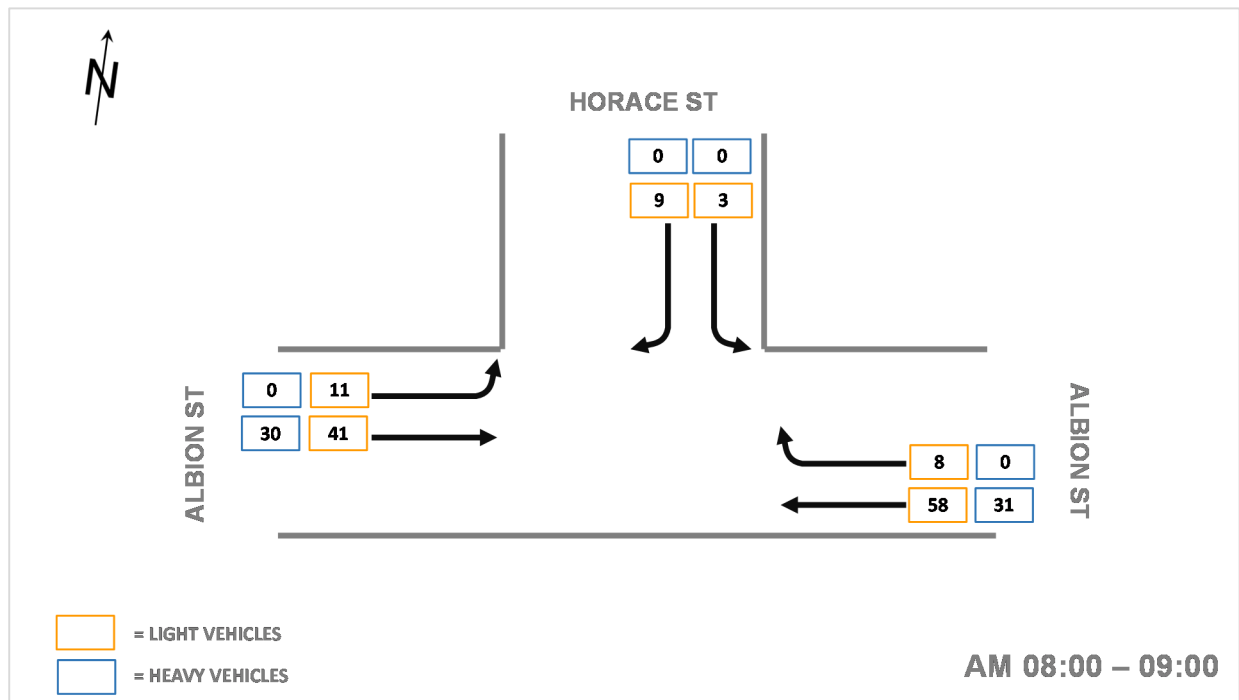 N
HORACE ST
0 0
9 3
ALBION ST
0 11
30 41
8 0
58 31
ALBION ST
= LIGHT VEHICLES
= HEAVY VEHICLES
AM 08:00 – 09:00